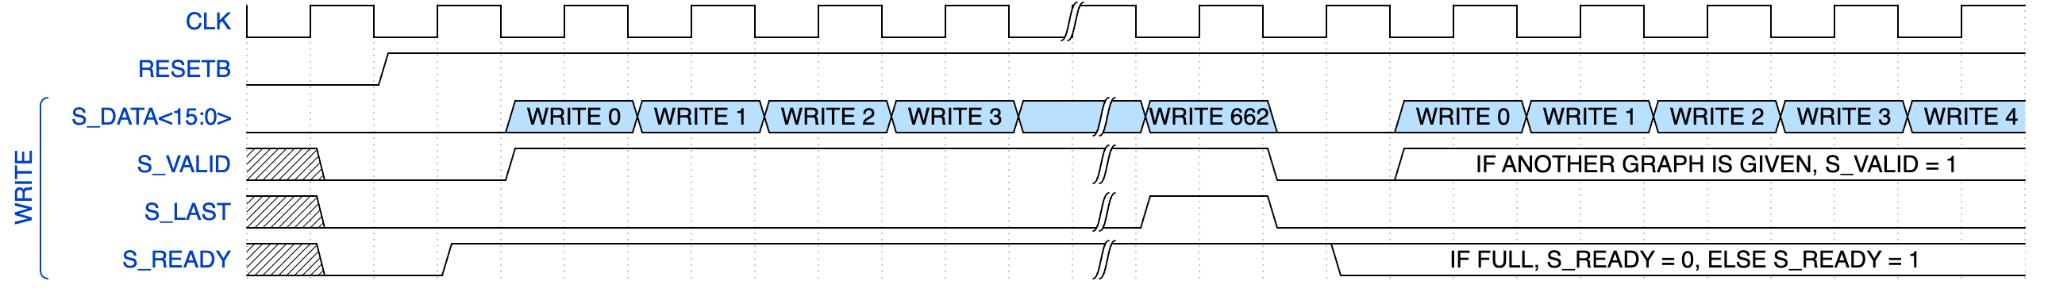 CLK
RESETB
S_DATA<15:0> WRITE 0 WRITE 1 WRITE 2 WRITE 3 WRITE 662 WRITE 0 WRITE 1 WRITE 2 WRITE 3 WRITE 4
WRITE
S_VALID IF ANOTHER GRAPH IS GIVEN, S_VALID = 1
S_LAST
S_READY IF FULL, S_READY = 0, ELSE S_READY = 1